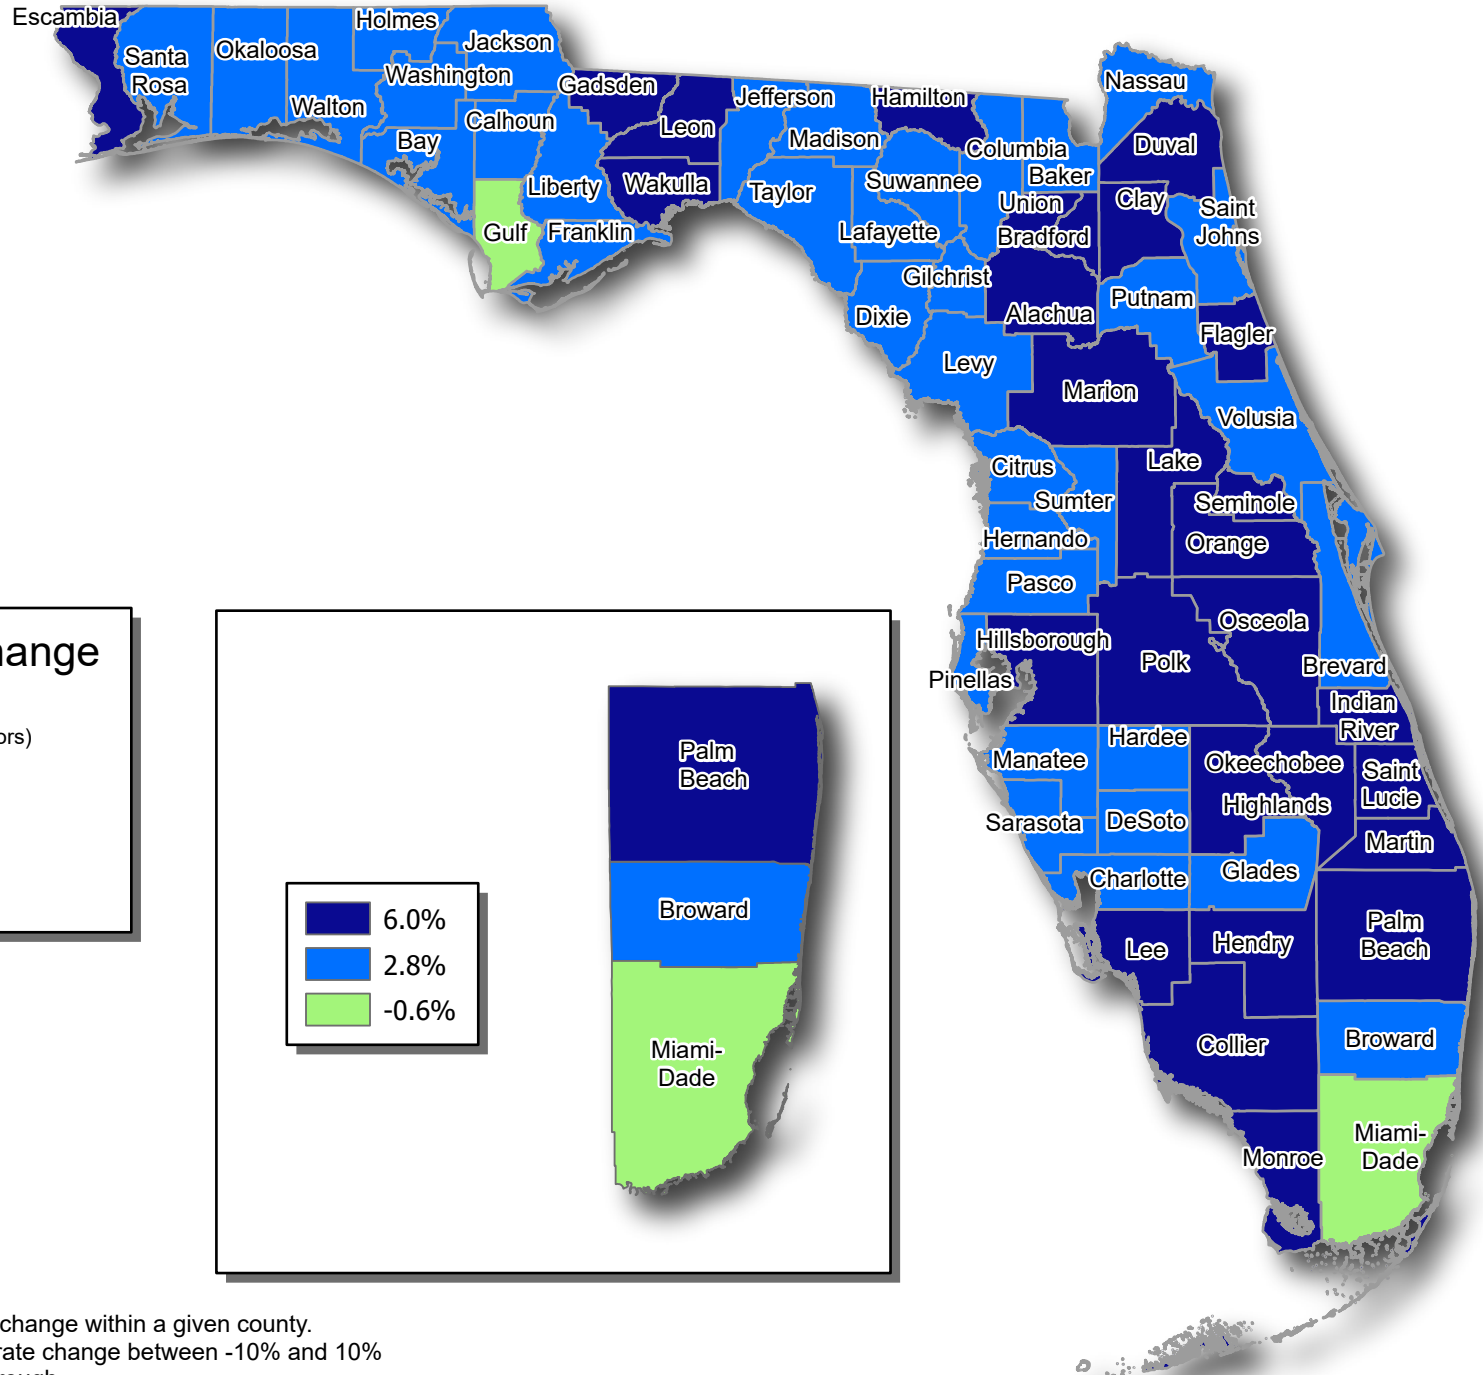 Escambia
Holmes
Jackson
Okaloosa
Santa
Rosa
Washington
Walton
Gadsden
Jefferson
Hamilton
Nassau
Calhoun
Leon
Madison
Duval
Bay
Columbia
Baker
Liberty
Wakulla
Taylor
Suwannee
Union
Clay
Saint
Johns
Gulf
Franklin
Lafayette
Bradford
Gilchrist
Putnam
Dixie
Alachua
Flagler
Levy
Marion
Volusia
Citrus
Lake
Sumter
Seminole
Hernando
Orange
Pasco
Osceola
Hillsborough
Polk
Brevard
Pinellas
Indian
River
Hardee
Manatee
Okeechobee
Saint
Lucie
Highlands
Sarasota
DeSoto
Martin
Charlotte
Glades
Palm
Beach
Lee
Hendry
Collier
Broward
Miami-
Dade
Monroe
ange
ors)
Palm
Beach
Broward
Miami-
Dade
6.0%
2.8%
-0.6%
change within a given county.
rate change between -10% and 10%